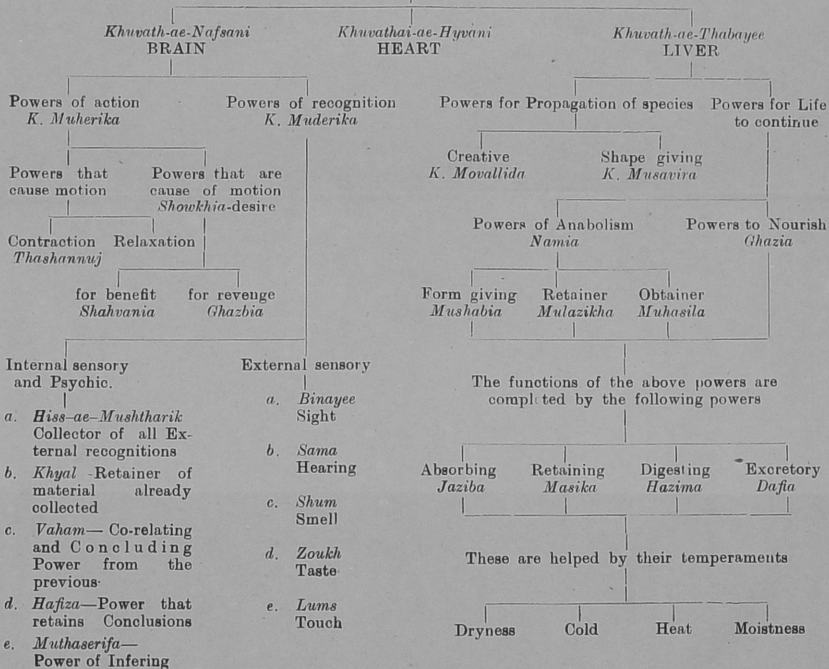 Khuvath-ae-Nafsani
BRAIN
Khuvathai-ae-Hyvani
HEART
Khuvath-ae-Thabayee
LIVER
Powers of action
K. Muherika
Powers of recognition
K. Muderika
Powers for Propagation of species
Powers for Life
to continue
Creative
K. Movallida
Shape giving
K. Musavira
Powers that
cause motion
Powers that are
cause of motion
Showkhia-desire
Powers of Anabolism
Namia
Powers to Nourish
Ghazia
Contraction
Thashannuj
Relaxation
for benefit
Shahvania
for revenge
Ghazbia
Form giving
Mushabia
Retainer
Mulazikha
Obtainer
Muhasila
Internal sensory
and Psychic.
a. Hiss-ae-Mushtharik
Collector of all Ex-
ternal recognitions
b. Khyal -Retainer of
material already
collected
c. Vaham— Co-relating
and Concluding
Power from the
previous·
d. Hafiza—Power that
retains Conclusions
e. Muthaserifa—
Power of Infering
External sensory
a. Binayee
Sight
b. Sama
Hearing
c. Shum
Smell
d. Zoukh
Taste
e. Lums
Touch
The functions of the above powers are
completed by the following powers
Absorbing
Jaziba
Retaining
Masika
Digesting
Hazima
Excretory
Dafia
These are helped by their temperaments
Dryness
Cold
Heat
Moistness